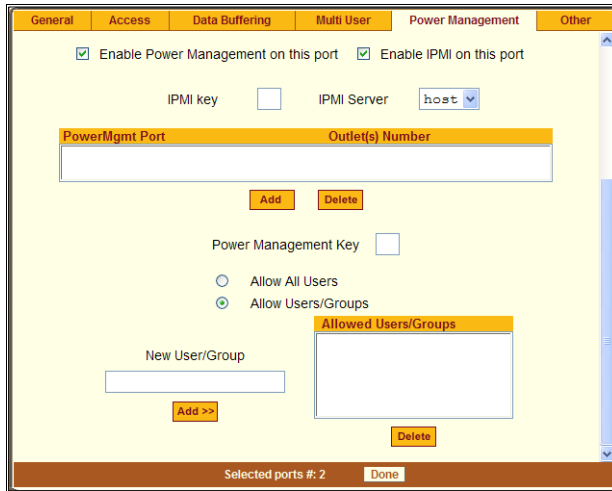 General Access Data Buffering Multi User Power Management Other
Enable Power Management on this port Enable IPMI on this port
IPMI key IPMI Server host
PowerMgmt Port Outlet(s) Number
Add Delete
Power Management Key
Allow All Users
Allow Users/Groups
Allowed Users/Groups
New User/Group
Add >>
Delete
Selected ports #: 2 Done